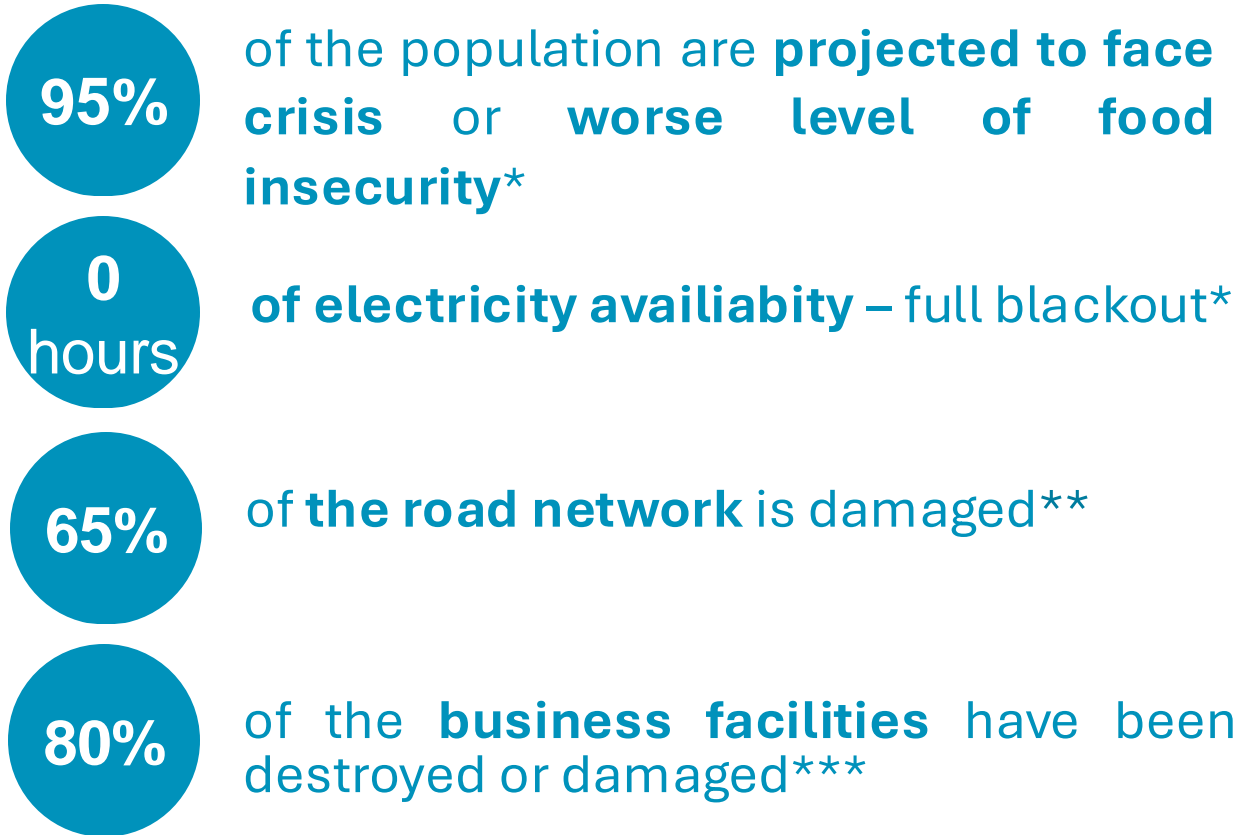 95%
of the population are projected to face
crisis or worse level of food
insecurity*
0
hours
of electricity availiabity – full blackout*
65%
of the road network is damaged**
80%
of the business facilities have been
destroyed or damaged***